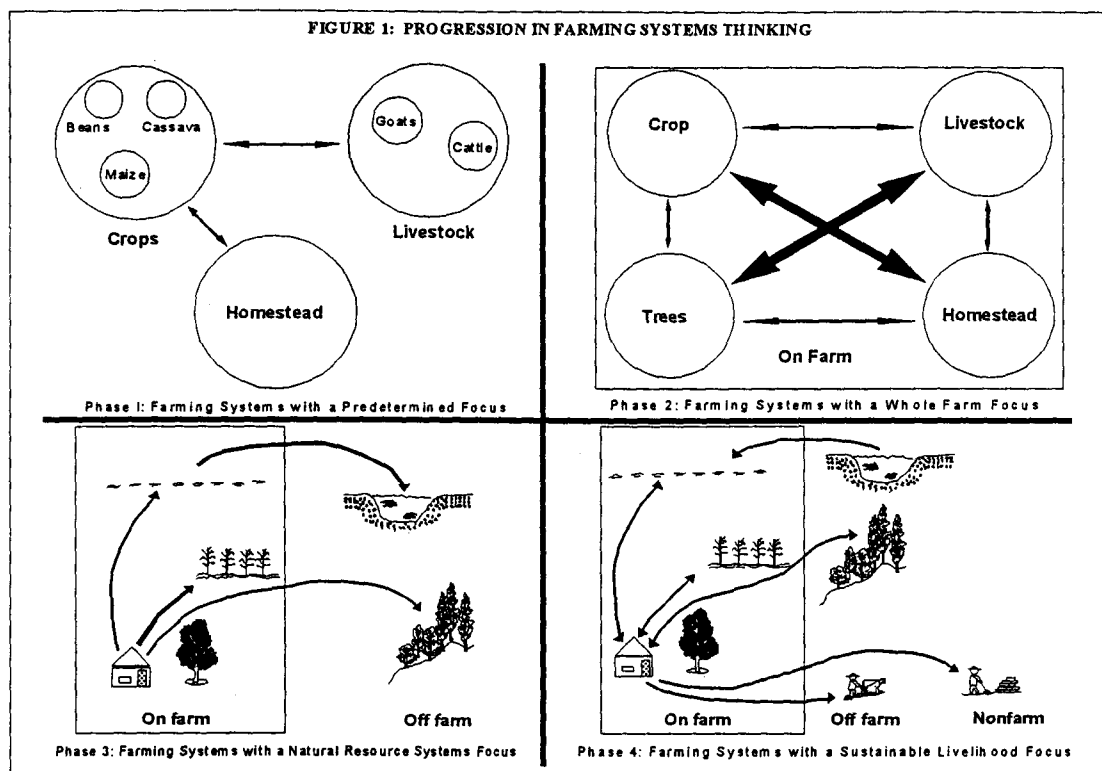 FIGURE 1: PROGRESSION IN FARMING SYSTEMS THINKING
Beans
Cassava
Maize
Crops
Goats
Cattle
Livestock
Homestead
Phase I: Farming Systems with a Predetermined Focus
Crop
Livestock
Trees
Homestead
On Farm
Phase 2: Farming Systems with a Whole Farm Focus
On farm
Off farm
Phase 3: Farming Systems with a Natural Resource Systems Focus
On farm
Off farm
Nonfarm
Phase 4: Farming Systems with a Sustainable Livelihood Focus